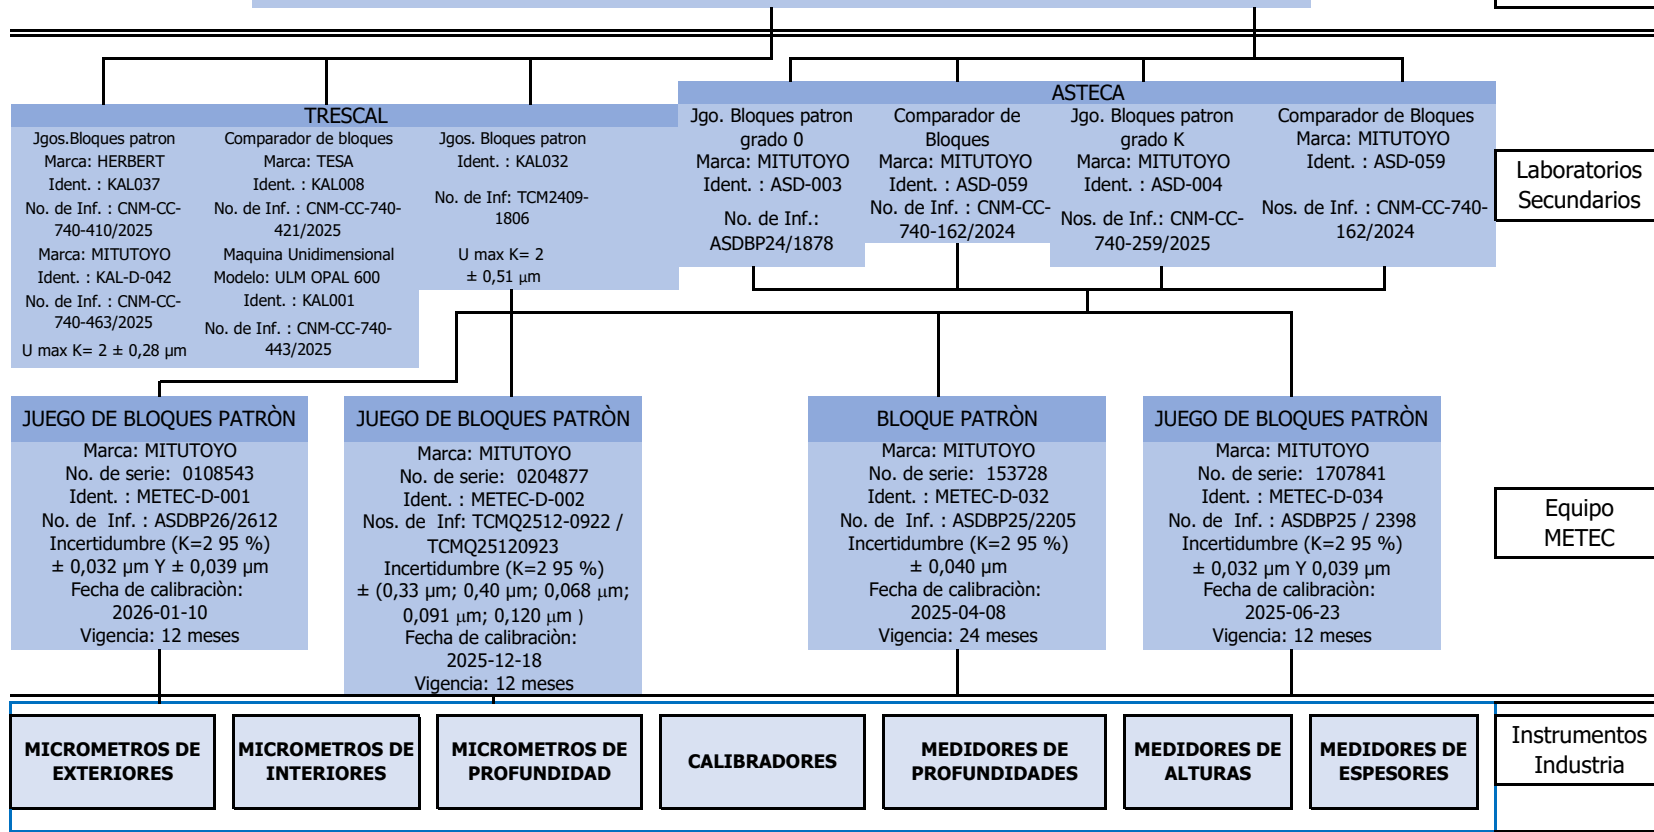 TRESCAL
Jgos.Bloques patron
Marca: HERBERT
Ident. : KAL037
No. de Inf. : CNM-CC-
740-410/2025
Marca: MITUTOYO
Ident. : KAL-D-042
No. de Inf. : CNM-CC-
740-463/2025
U max K= 2 ± 0,28 µm
Comparador de bloques
Marca: TESA
Ident. : KAL008
No. de Inf. : CNM-CC-740-
421/2025
Maquina Unidimensional
Modelo: ULM OPAL 600
Ident. : KAL001
No. de Inf. : CNM-CC-740-
443/2025
Jgos. Bloques patron
Ident. : KAL032
No. de Inf: TCM2409-
1806
U max K= 2
± 0,51 µm
ASTECA
Jgo. Bloques patron
grado 0
Marca: MITUTOYO
Ident. : ASD-003
No. de Inf.:
ASDBP24/1878
Comparador de
Bloques
Marca: MITUTOYO
Ident. : ASD-059
No. de Inf. : CNM-CC-
740-162/2024
Jgo. Bloques patron
grado K
Marca: MITUTOYO
Ident. : ASD-004
Nos. de Inf.: CNM-CC-
740-259/2025
Comparador de Bloques
Marca: MITUTOYO
Ident. : ASD-059
Nos. de Inf. : CNM-CC-740-
162/2024
Laboratorios
Secundarios
JUEGO DE BLOQUES PATRÒN
Marca: MITUTOYO
No. de serie: 0108543
Ident. : METEC-D-001
No. de Inf. : ASDBP26/2612
Incertidumbre (K=2 95 %)
± 0,032 µm Y ± 0,039 µm
Fecha de calibraciòn:
2026-01-10
Vigencia: 12 meses
JUEGO DE BLOQUES PATRÒN
Marca: MITUTOYO
No. de serie: 0204877
Ident. : METEC-D-002
Nos. de Inf: TCMQ2512-0922 /
TCMQ25120923
Incertidumbre (K=2 95 %)
± (0,33 µm; 0,40 µm; 0,068 µm;
0,091 µm; 0,120 µm )
Fecha de calibraciòn:
2025-12-18
Vigencia: 12 meses
BLOQUE PATRÒN
Marca: MITUTOYO
No. de serie: 153728
Ident. : METEC-D-032
No. de Inf. : ASDBP25/2205
Incertidumbre (K=2 95 %)
± 0,040 µm
Fecha de calibraciòn:
2025-04-08
Vigencia: 24 meses
JUEGO DE BLOQUES PATRÒN
Marca: MITUTOYO
No. de serie: 1707841
Ident. : METEC-D-034
No. de Inf. : ASDBP25 / 2398
Incertidumbre (K=2 95 %)
± 0,032 µm Y 0,039 µm
Fecha de calibraciòn:
2025-06-23
Vigencia: 12 meses
Equipo
METEC
MICROMETROS DE
EXTERIORES
MICROMETROS DE
INTERIORES
MICROMETROS DE
PROFUNDIDAD
CALIBRADORES
MEDIDORES DE
PROFUNDIDADES
MEDIDORES DE
ALTURAS
MEDIDORES DE
ESPESORES
Instrumentos
Industria